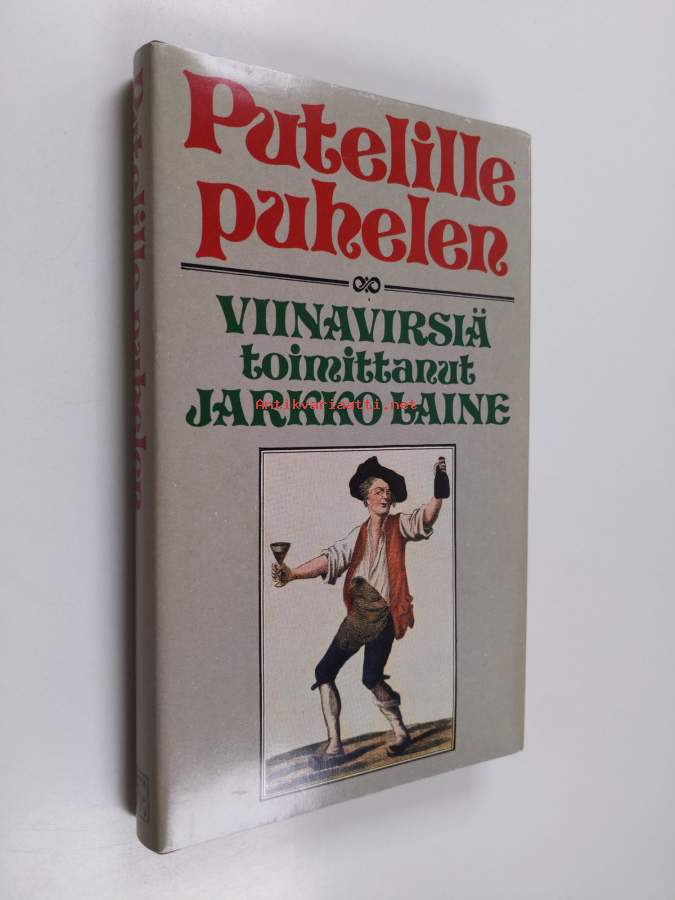 Putelille
puhelen
VIINAVIRSIÄ
toimittanut
JARKKO LAINE
Antikvariaatti.net
Putelille puhelen